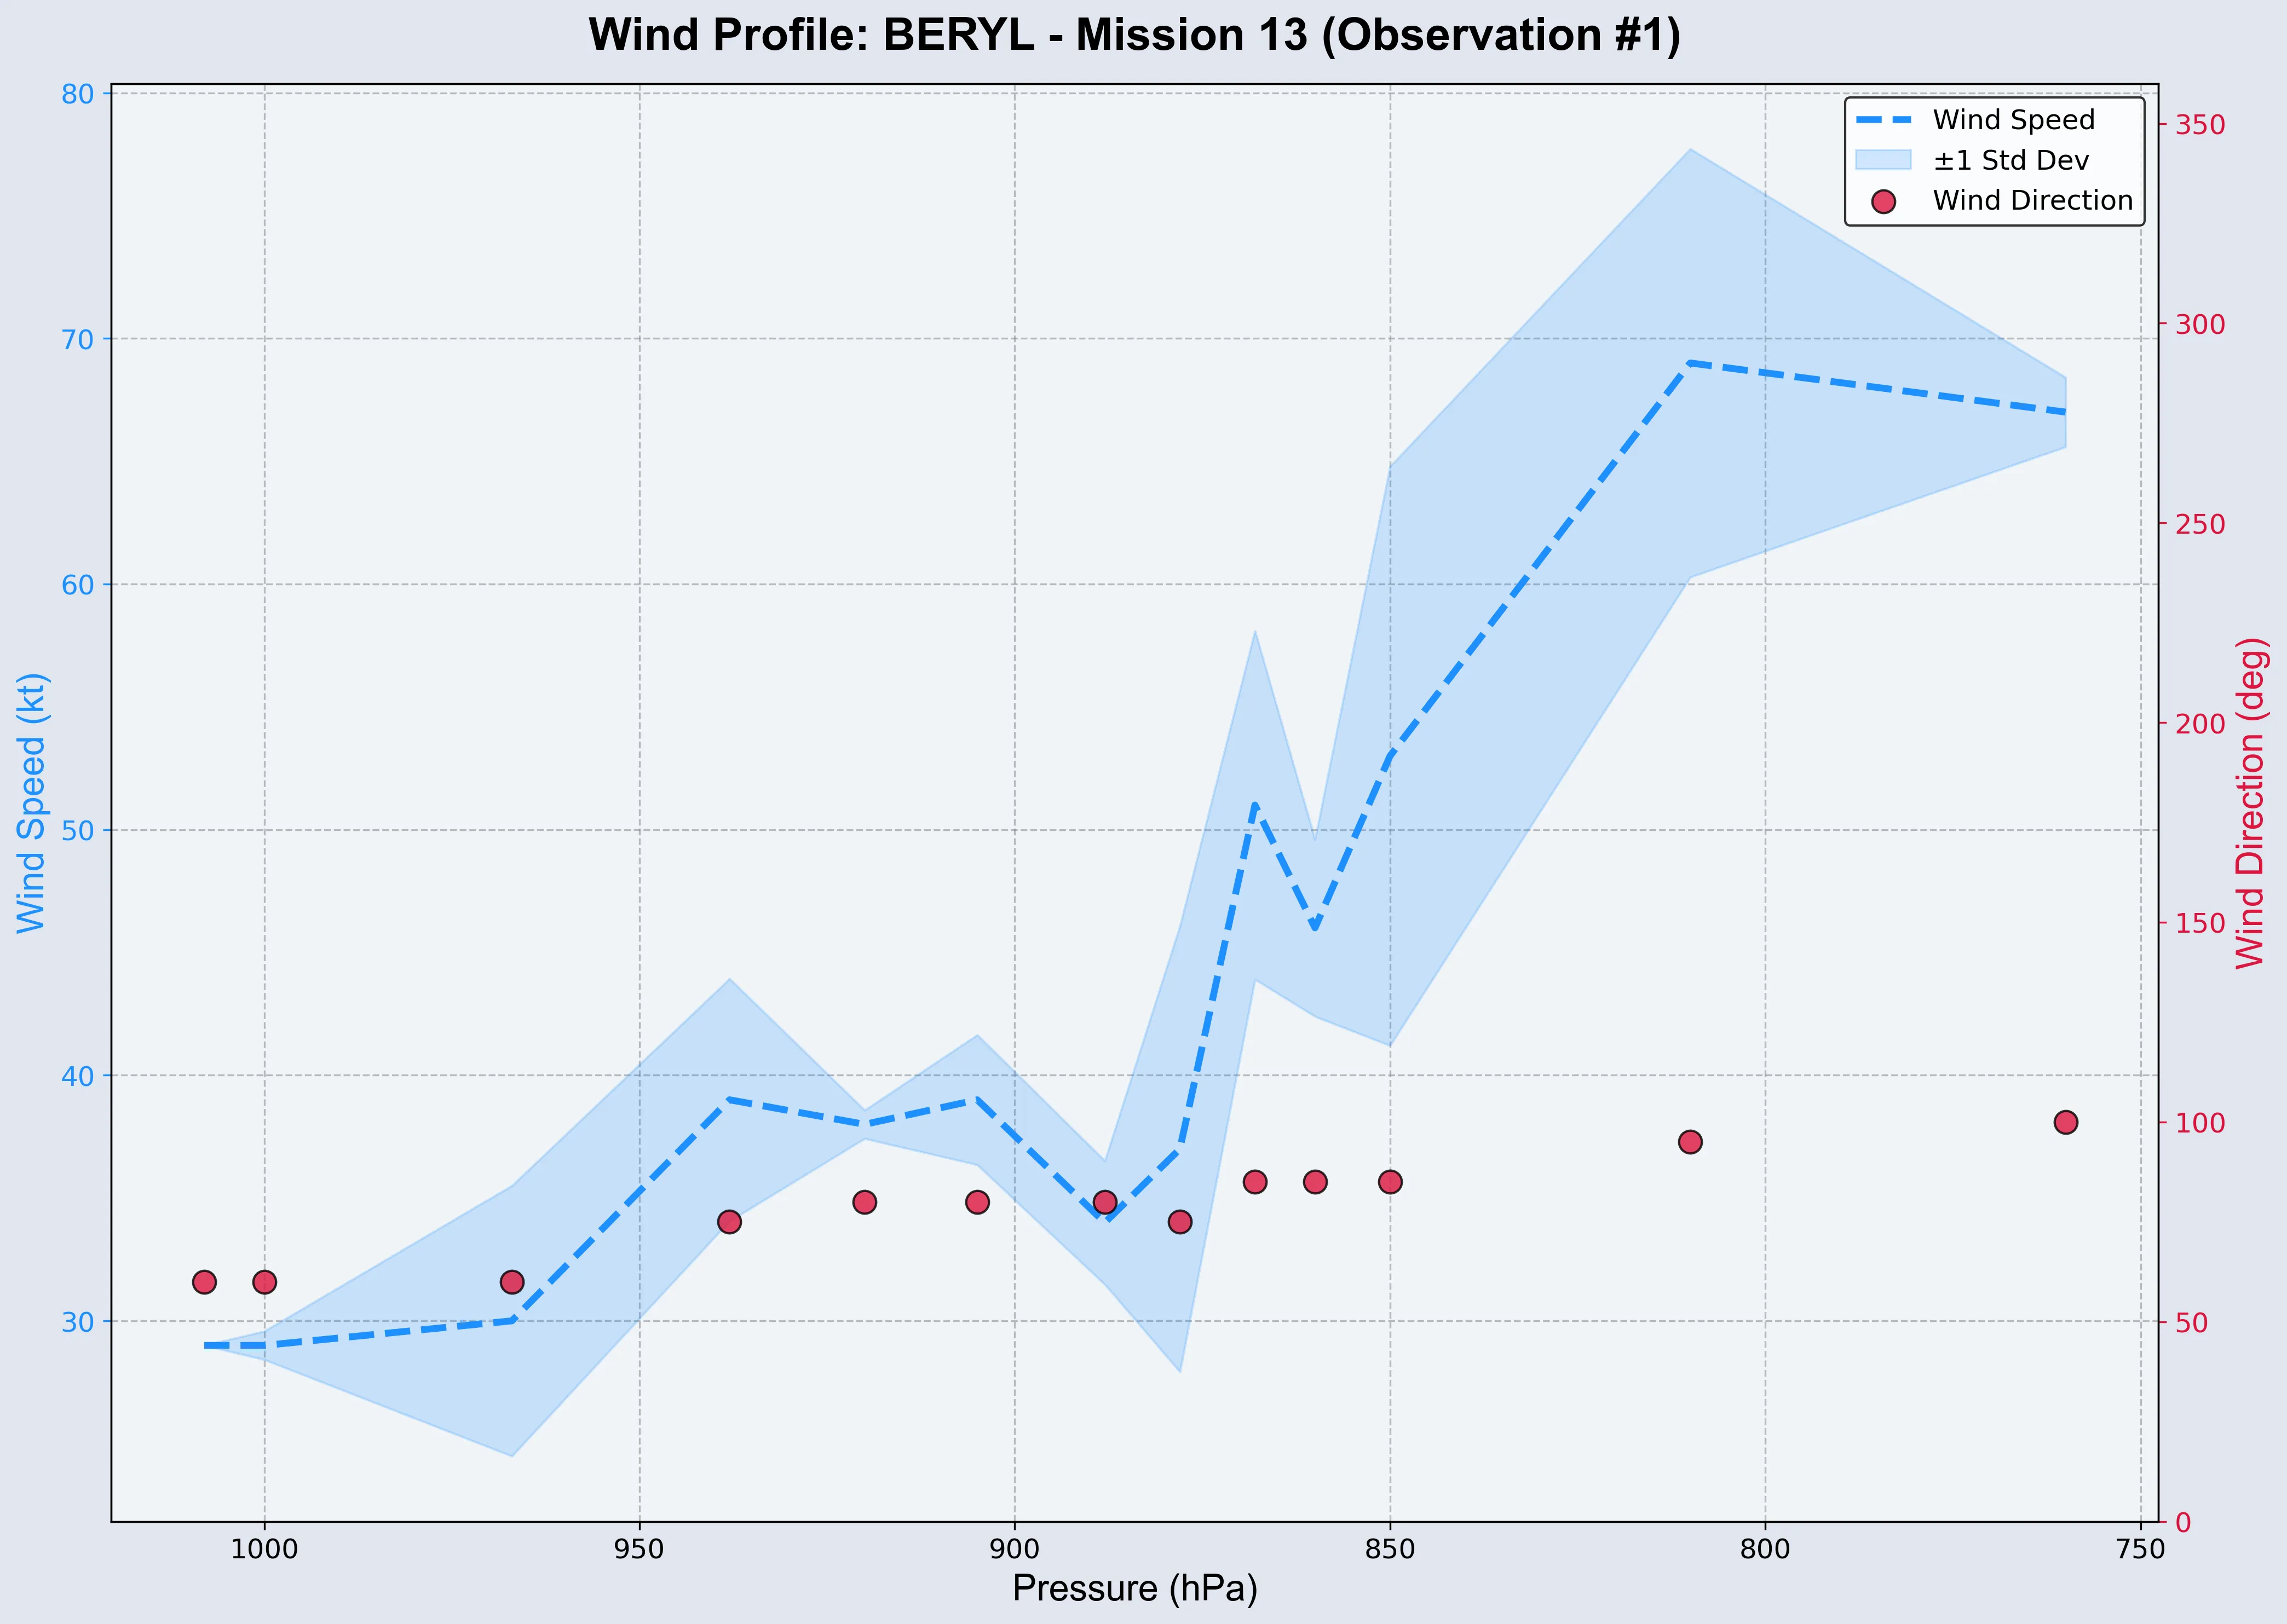 Wind Profile: BERYL - Mission 13 (Observation #1)
Wind Speed
±1 Std Dev
Wind Direction
Wind Speed (kt)
80
70
60
50
40
30
350
300
250
200
150
100
50
0
Wind Direction (deg)
1000
950
900
850
800
750
Pressure (hPa)